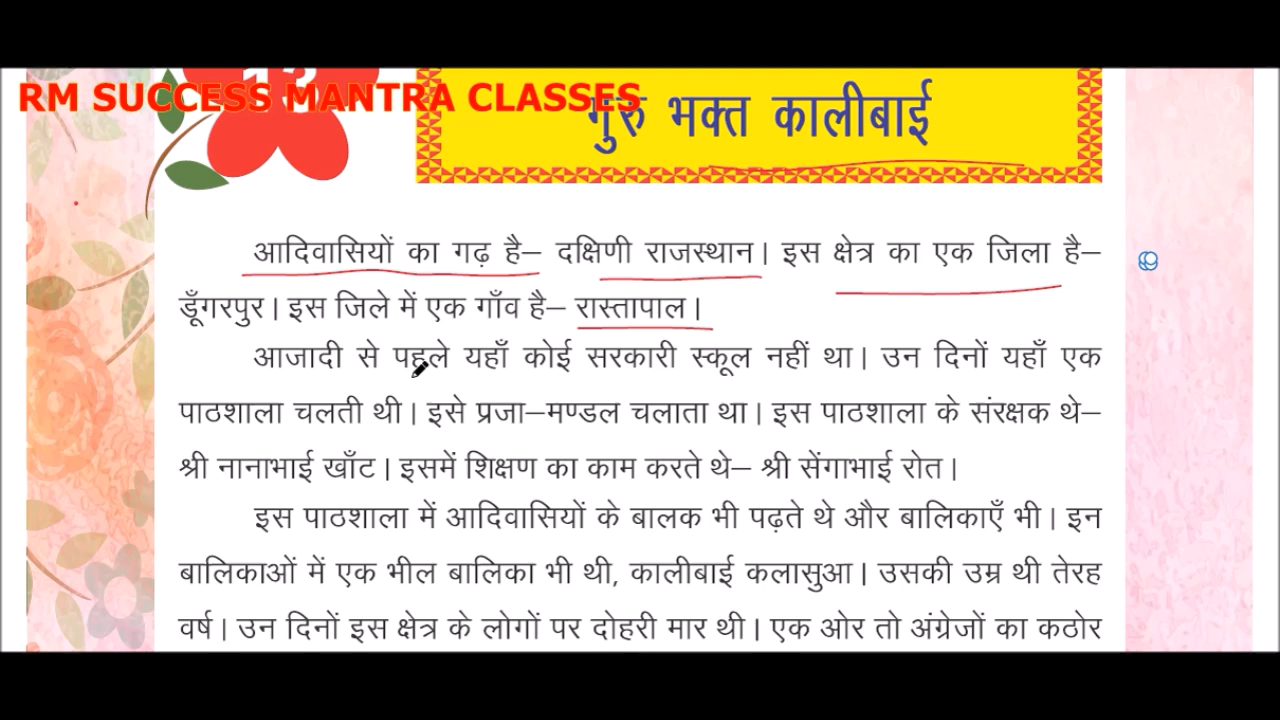 13
RM SUCCESS MANTRA CLASSES
गुरु भक्त कालीबाई
आदिवासियों का गढ़ है– दक्षिणी राजस्थान। इस क्षेत्र का एक जिला है–
डूँगरपुर। इस जिले में एक गाँव है– रास्तापाल।
आजादी से पहले यहाँ कोई सरकारी स्कूल नहीं था। उन दिनों यहाँ एक
पाठशाला चलती थी। इसे प्रजा–मण्डल चलाता था। इस पाठशाला के संरक्षक थे–
श्री नानाभाई खाँट। इसमें शिक्षण का काम करते थे– श्री सेंगाभाई रोत।
इस पाठशाला में आदिवासियों के बालक भी पढ़ते थे और बालिकाएँ भी। इन
बालिकाओं में एक भील बालिका भी थी, कालीबाई कलासुआ। उसकी उम्र थी तेरह
वर्ष। उन दिनों इस क्षेत्र के लोगों पर दोहरी मार थी। एक ओर तो अंग्रेजों का कठोर